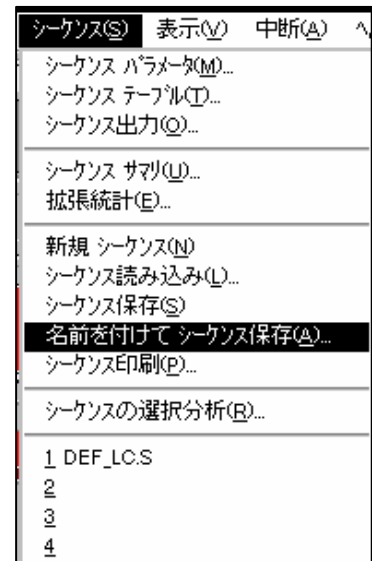 シーケンス(S) 表示(V) 中断(A) ヘ
シーケンス パラメータ(M)...
シーケンス テーブル(T)...
シーケンス出力(O)...
シーケンス サマリ(U)...
拡張統計(E)...
新規 シーケンス(N)
シーケンス読み込み(L)...
シーケンス保存(S)
名前を付けて シーケンス保存(A)...
シーケンス印刷(P)...
シーケンスの選択分析(R)...
1 DEF_LC.S
2
3
4